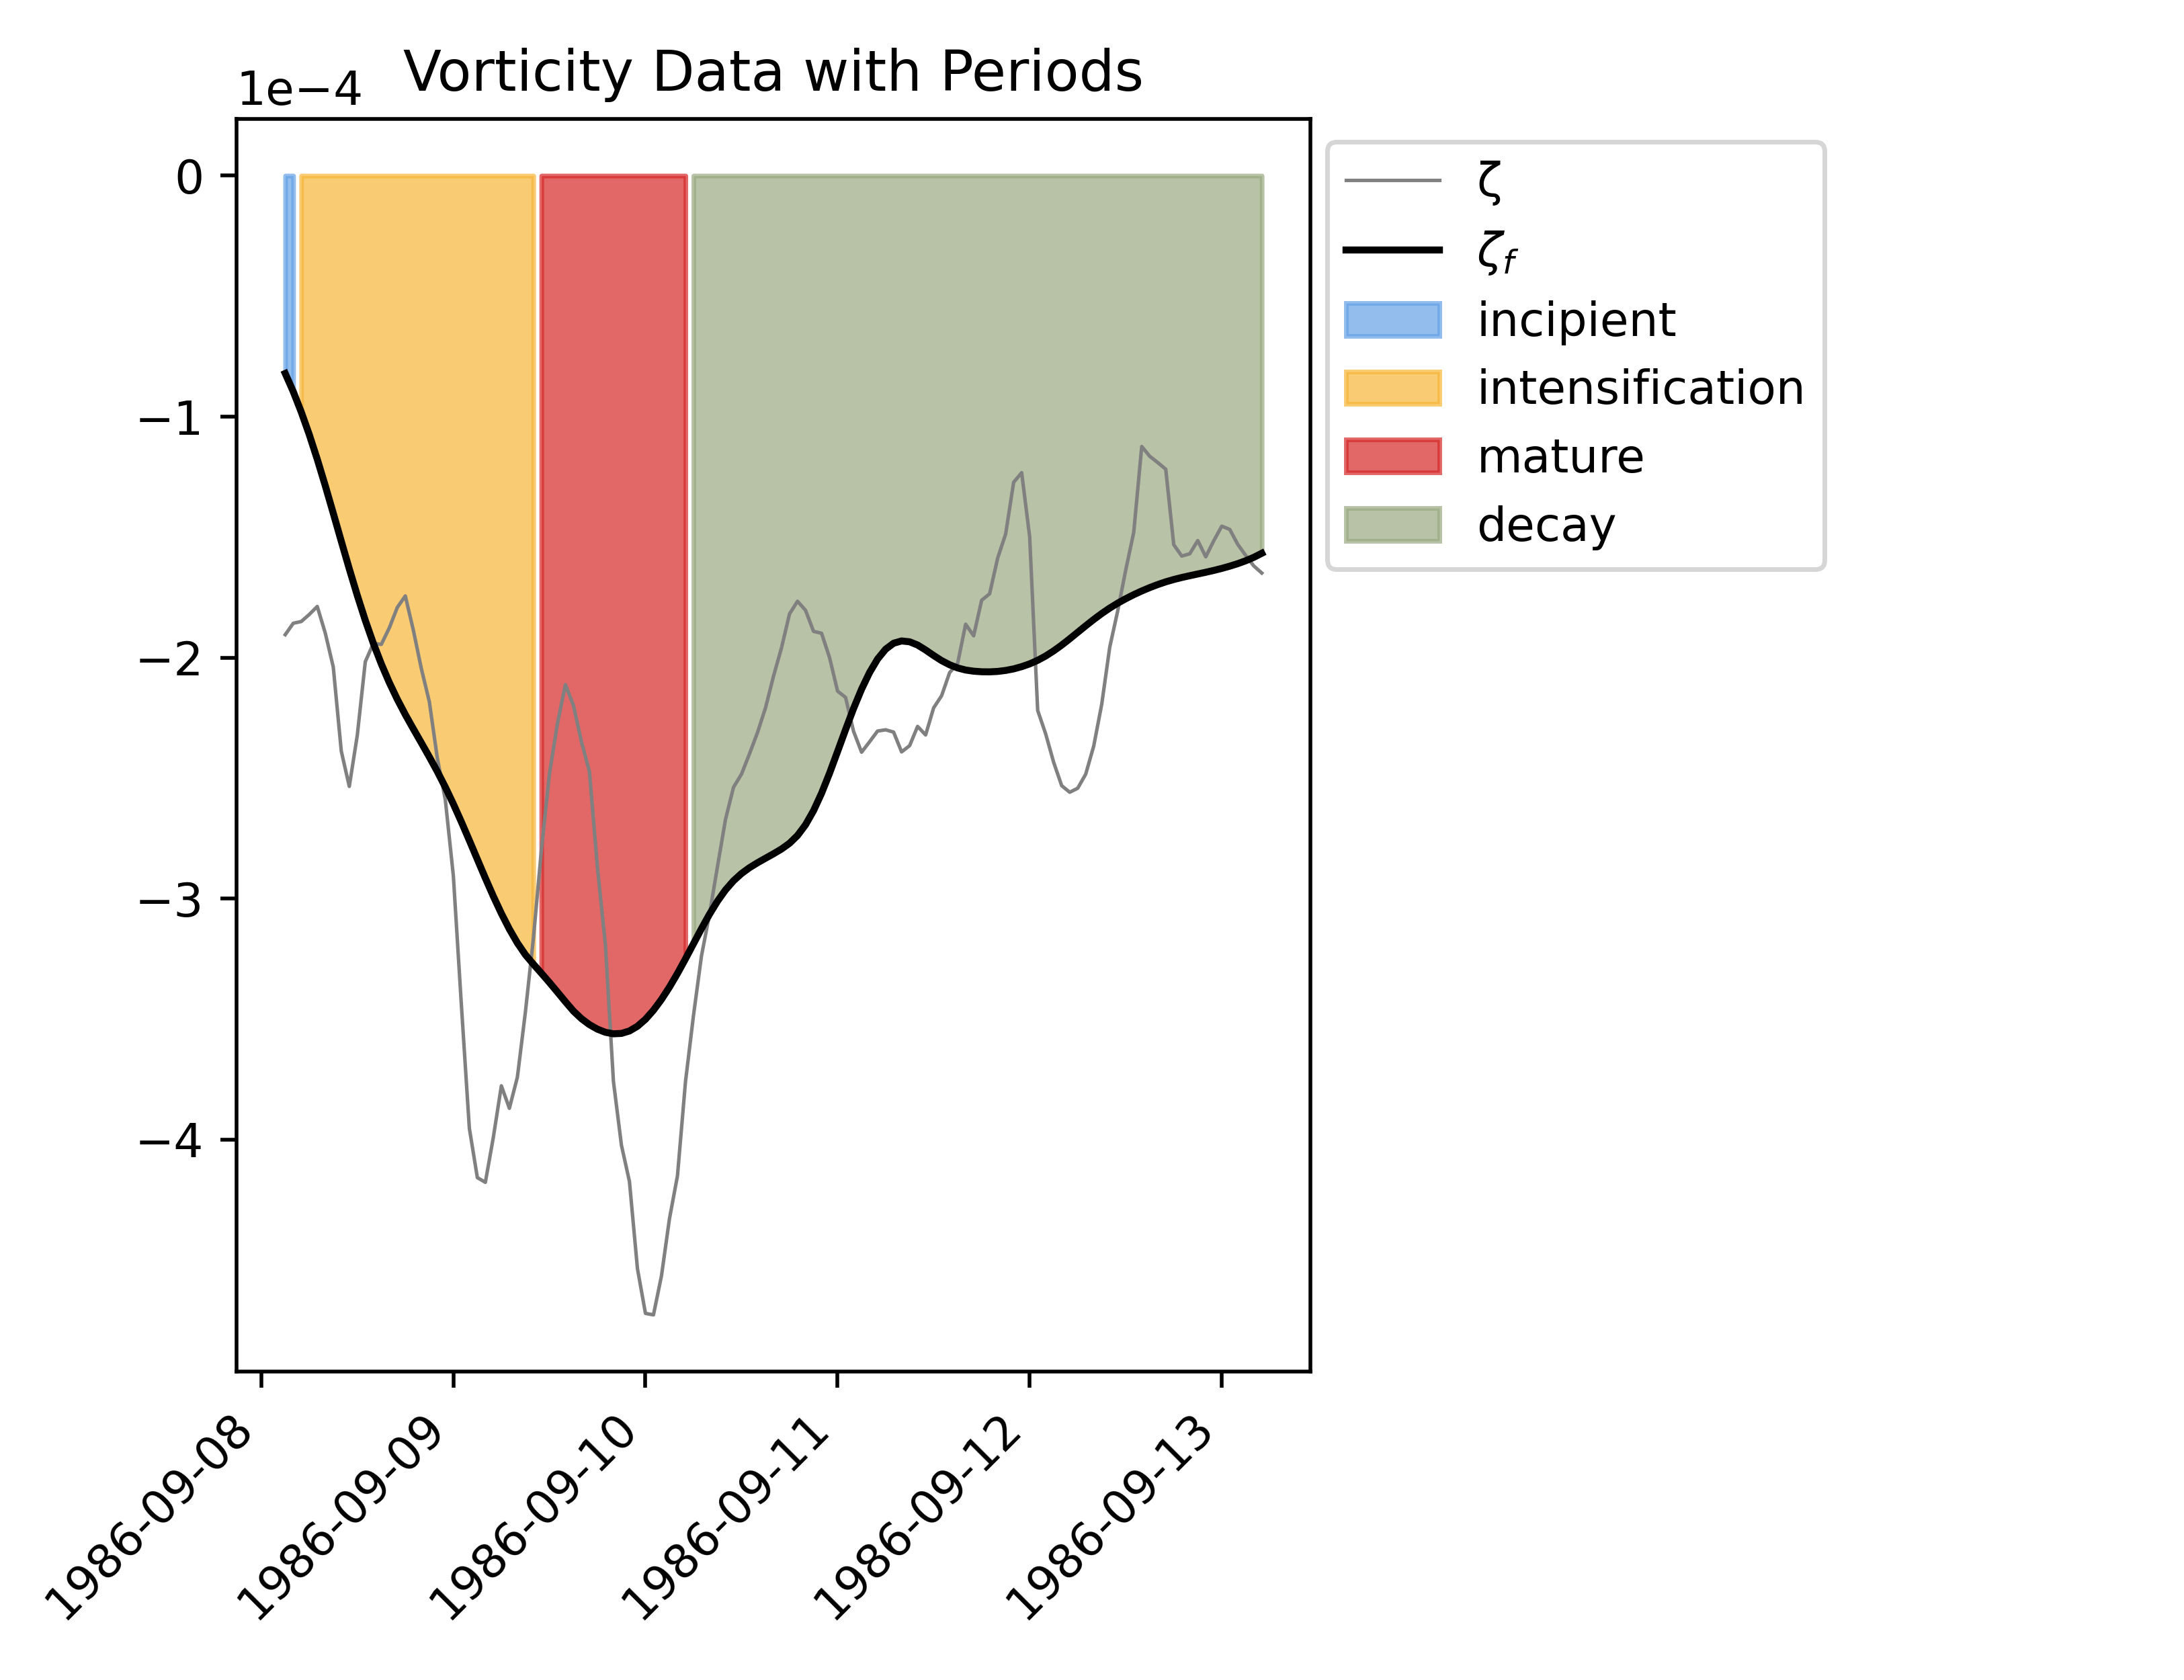 Vorticity Data with Periods
1e−4
0
−1
−2
−3
−4
1986-09-08
1986-09-09
1986-09-10
1986-09-11
1986-09-12
1986-09-13
ζ
ζf
incipient
intensification
mature
decay